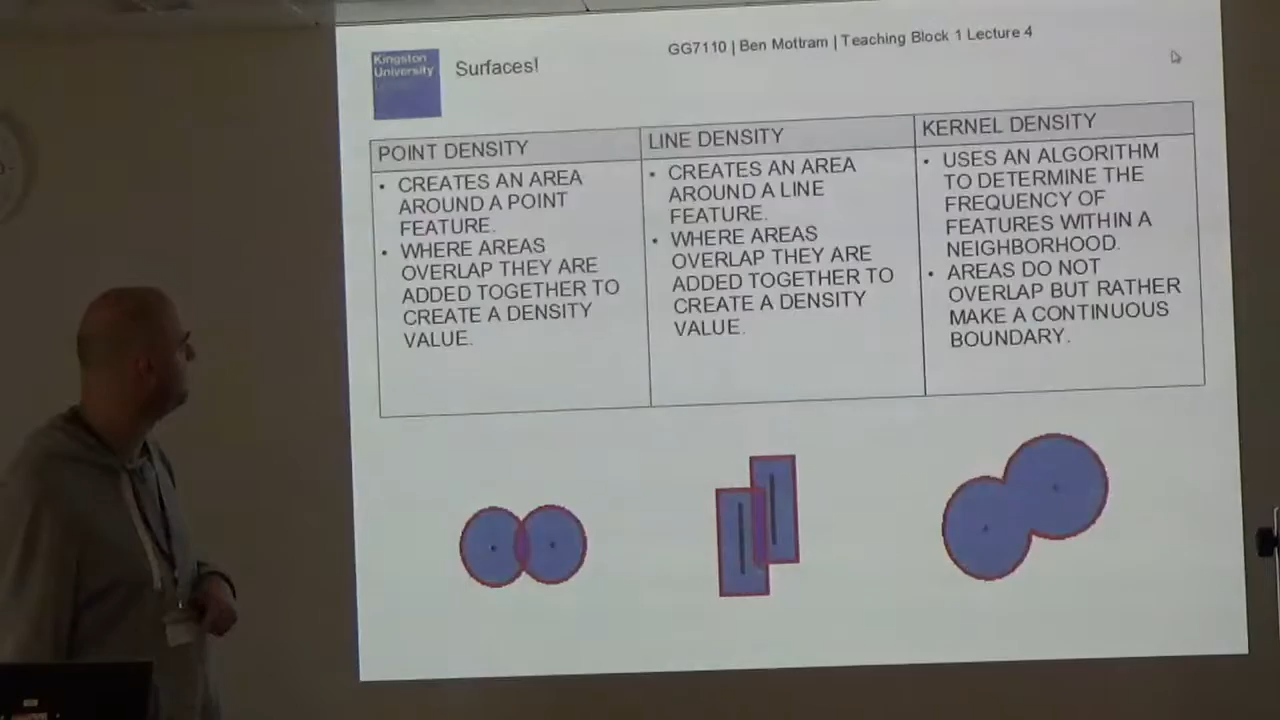 Kingston
University
Surfaces!
GG7110 | Ben Mottram | Teaching Block 1 Lecture 4
POINT DENSITY
• CREATES AN AREA
AROUND A POINT
FEATURE.
• WHERE AREAS
OVERLAP THEY ARE
ADDED TOGETHER TO
CREATE A DENSITY
VALUE.
LINE DENSITY
• CREATES AN AREA
AROUND A LINE
FEATURE.
• WHERE AREAS
OVERLAP THEY ARE
ADDED TOGETHER TO
CREATE A DENSITY
VALUE.
KERNEL DENSITY
• USES AN ALGORITHM
TO DETERMINE THE
FREQUENCY OF
FEATURES WITHIN A
NEIGHBORHOOD.
• AREAS DO NOT
OVERLAP BUT RATHER
MAKE A CONTINUOUS
BOUNDARY.